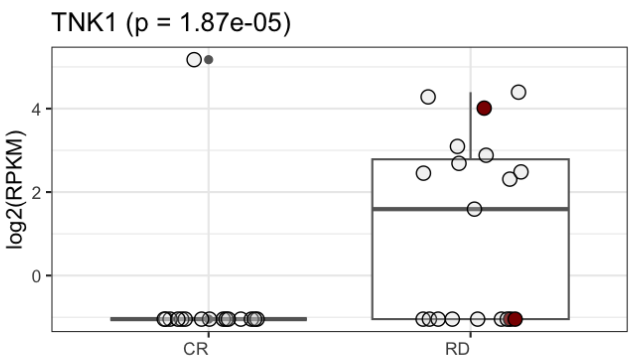 TNK1 (p = 1.87e-05)
log2(RPKM)
4
2
0
CR
RD